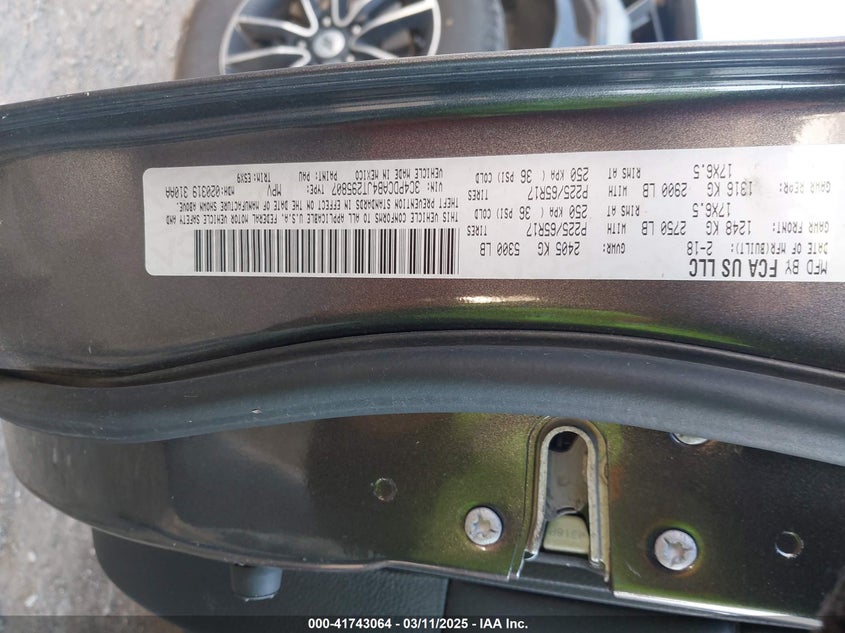 MFD BY FCA US LLC
DATE OF MFR(BUILT): 2-18
GVWR: 2405 KG 5300 LB
GAWR FRONT: 1248 KG 2750 LB WITH TIRES P225/65R17
RIMS AT 17X6.5 250 KPA ( 36 PSI) COLD
GAWR REAR: 1316 KG 2900 LB WITH TIRES P225/65R17
RIMS AT 17X6.5 250 KPA ( 36 PSI) COLD
THIS VEHICLE CONFORMS TO ALL APPLICABLE U.S.A. FEDERAL MOTOR VEHICLE SAFETY AND
THEFT PREVENTION STANDARDS IN EFFECT ON THE DATE OF MANUFACTURE SHOWN ABOVE.
VIN: 3C4PDCAB4JT295807 TYPE: MPV MDH:020319 310AA
VEHICLE MADE IN MEXICO PAINT: PAU TRIM: E5X9
000-41743064 - 03/11/2025 - IAA Inc.